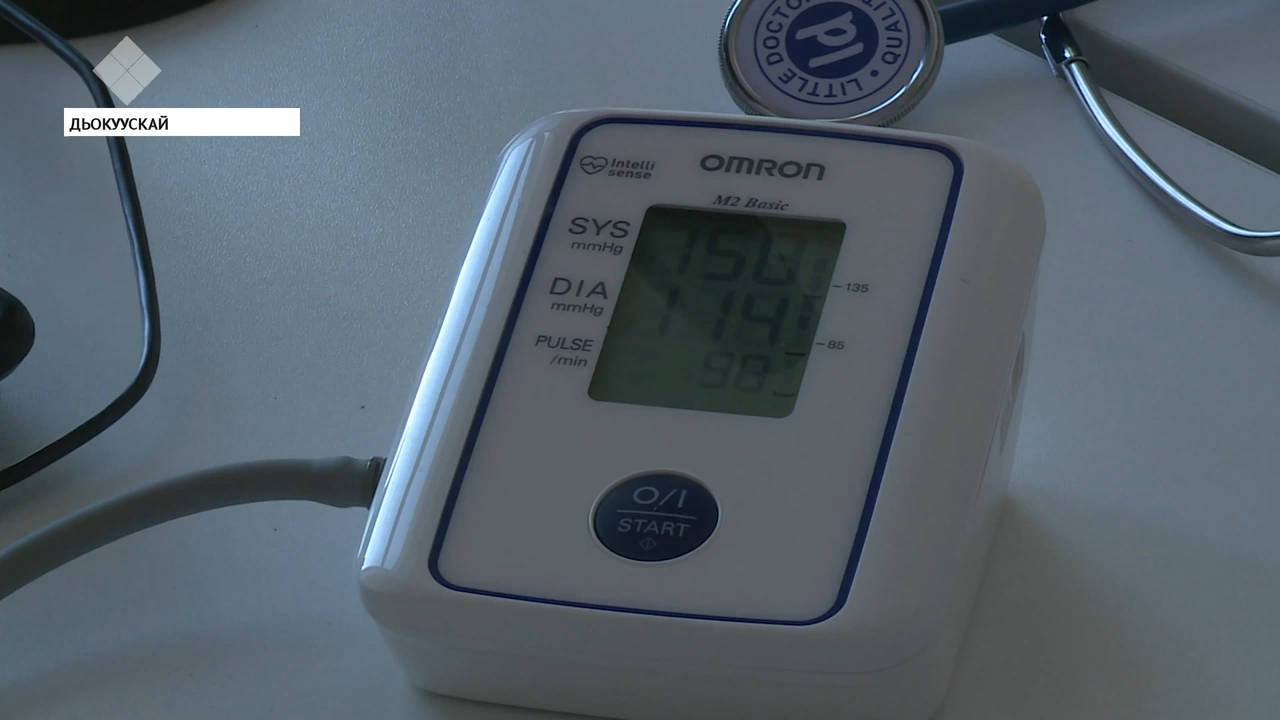 LITTLE DOCTOR • QUALITY
ld
ДЬОКУУСКАЙ
Intelli
sense
OMRON
M2 Basic
SYS
mmHg
135
DIA
mmHg
114
85
PULSE
/min
98
O/I
START